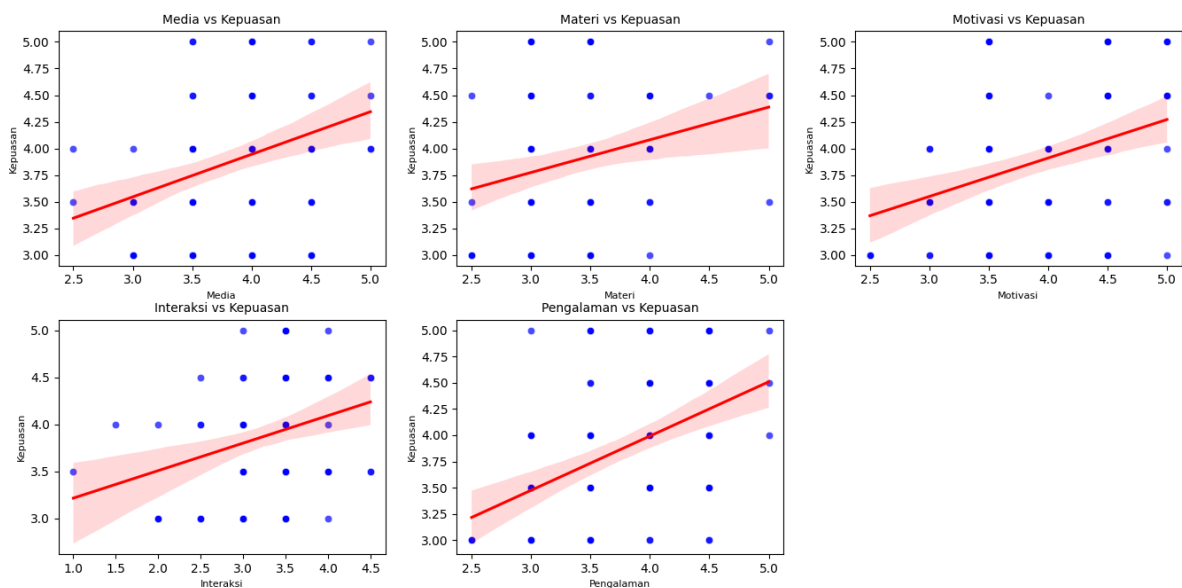 Media vs Kepuasan
5.00
4.75
4.50
4.25
4.00
3.75
3.50
3.25
3.00
Kepuasan
2.5 3.0 3.5 4.0 4.5 5.0
Media
Materi vs Kepuasan
5.00
4.75
4.50
4.25
4.00
3.75
3.50
3.25
3.00
Kepuasan
2.5 3.0 3.5 4.0 4.5 5.0
Materi
Motivasi vs Kepuasan
5.00
4.75
4.50
4.25
4.00
3.75
3.50
3.25
3.00
Kepuasan
2.5 3.0 3.5 4.0 4.5 5.0
Motivasi
Interaksi vs Kepuasan
5.0
4.5
4.0
3.5
3.0
Kepuasan
1.0 1.5 2.0 2.5 3.0 3.5 4.0 4.5
Interaksi
Pengalaman vs Kepuasan
5.00
4.75
4.50
4.25
4.00
3.75
3.50
3.25
3.00
Kepuasan
2.5 3.0 3.5 4.0 4.5 5.0
Pengalaman